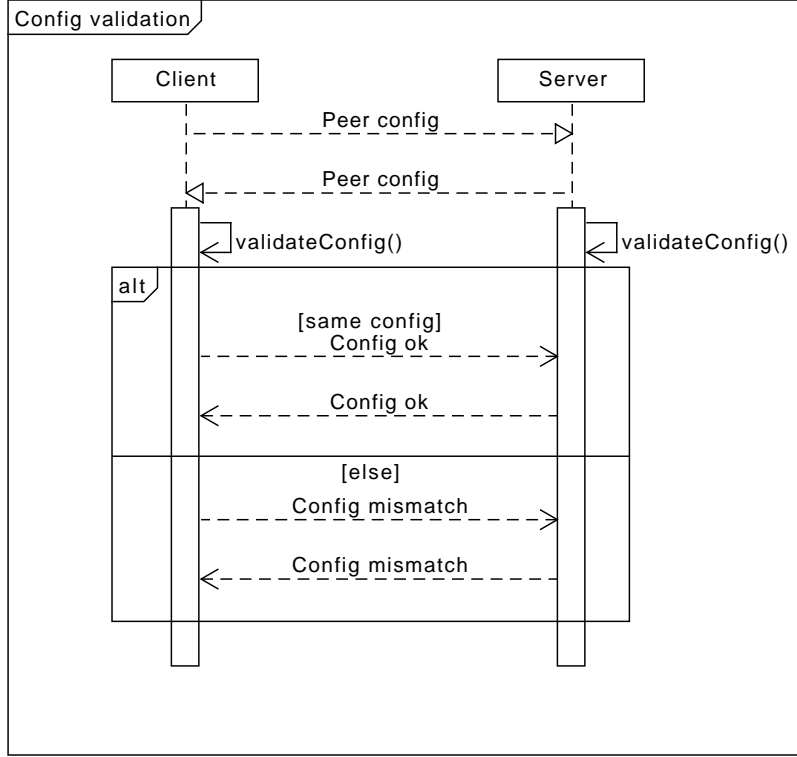 Config validation
Client
Server
Peer config
Peer config
validateConfig()
validateConfig()
alt
[same config]
Config ok
Config ok
[else]
Config mismatch
Config mismatch